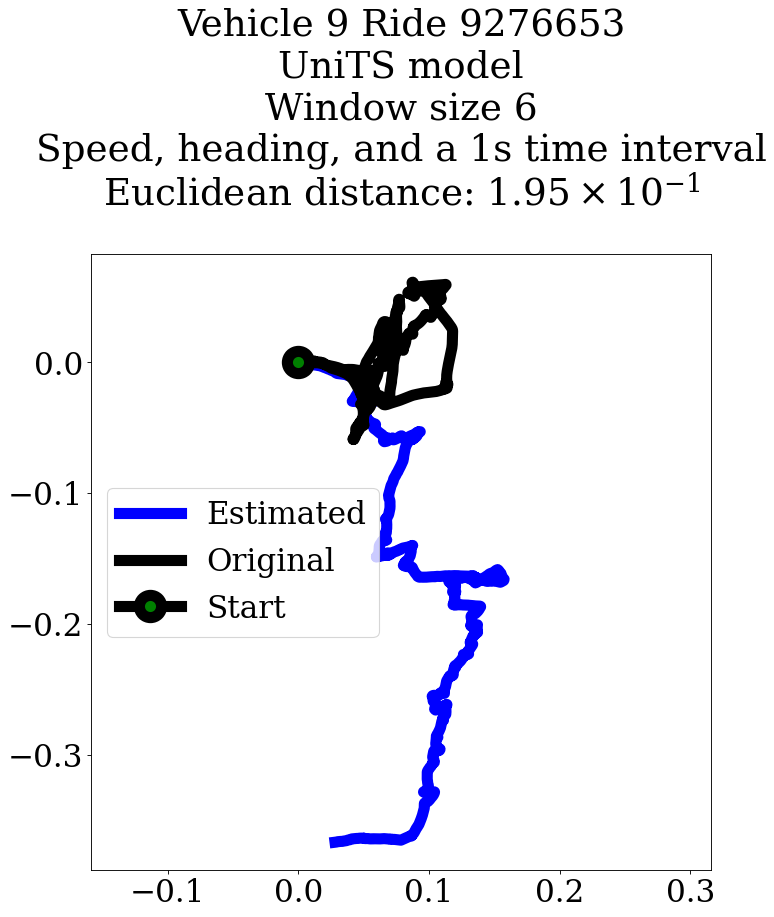 Vehicle 9 Ride 9276653
UniTS model
Window size 6
Speed, heading, and a 1s time interval
Euclidean distance: 1.95 × 10⁻¹
0.0
−0.1
−0.2
−0.3
Estimated
Original
Start
−0.1 0.0 0.1 0.2 0.3